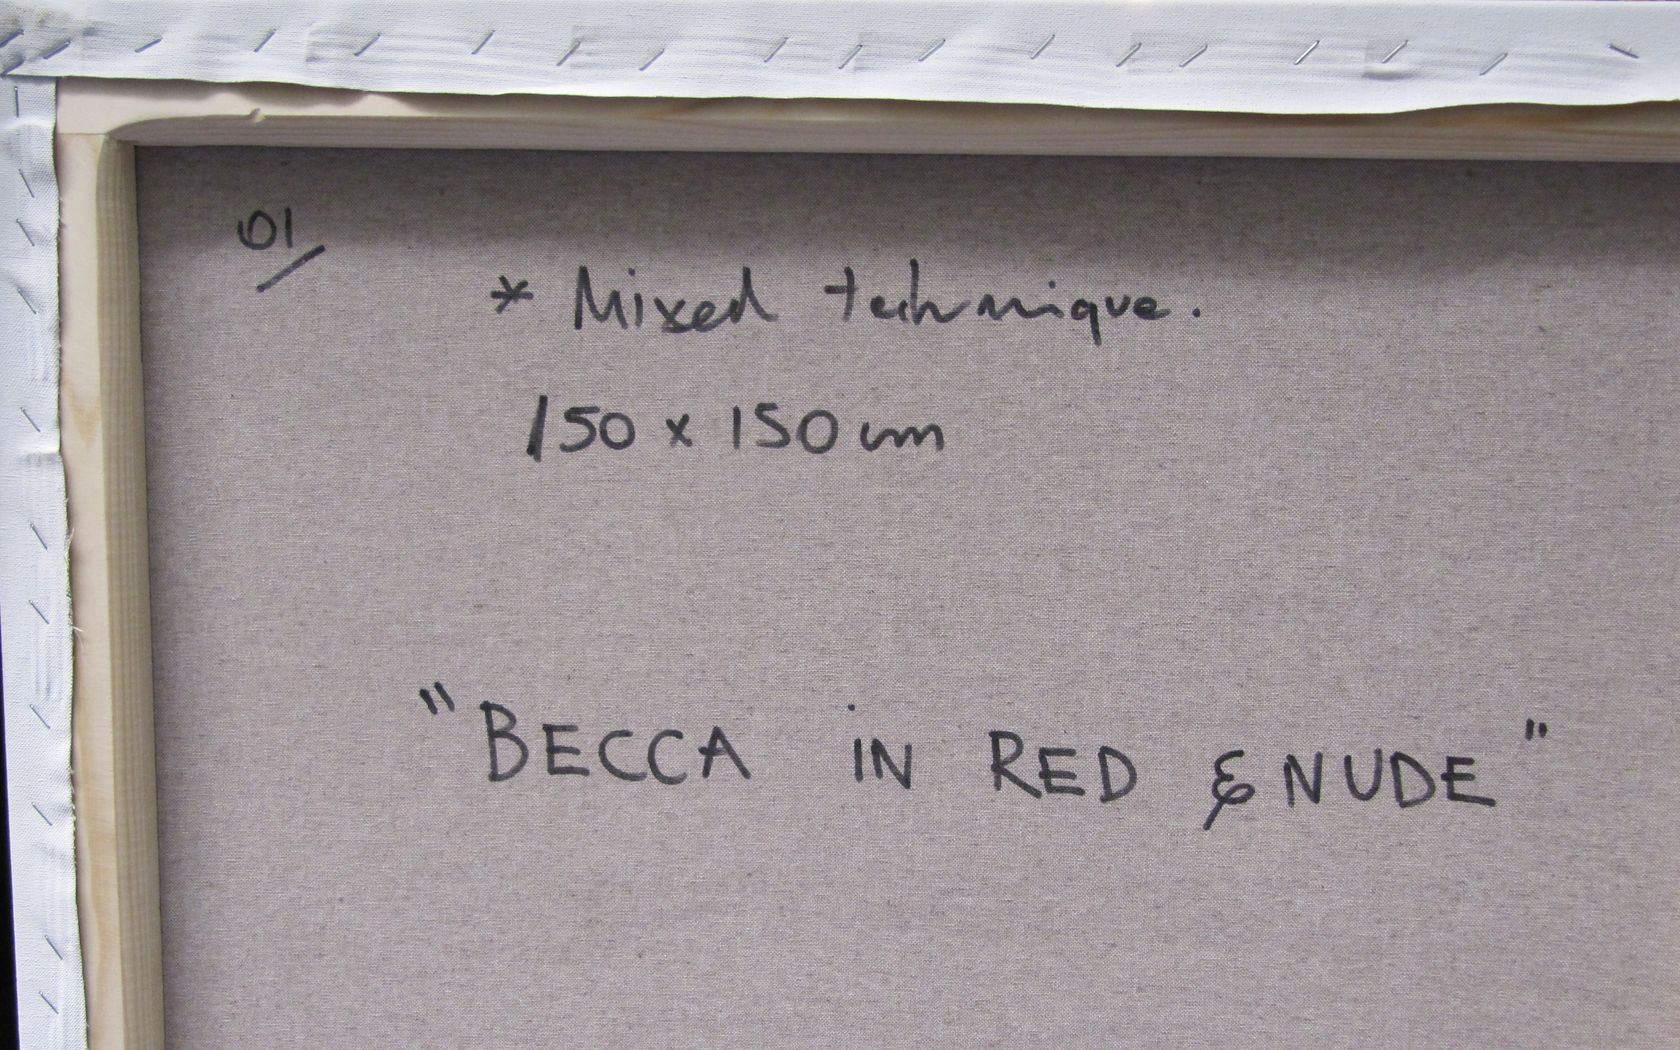 01/
* Mixed technique.
150 x 150 cm
"BECCA iN RED & NUDE"